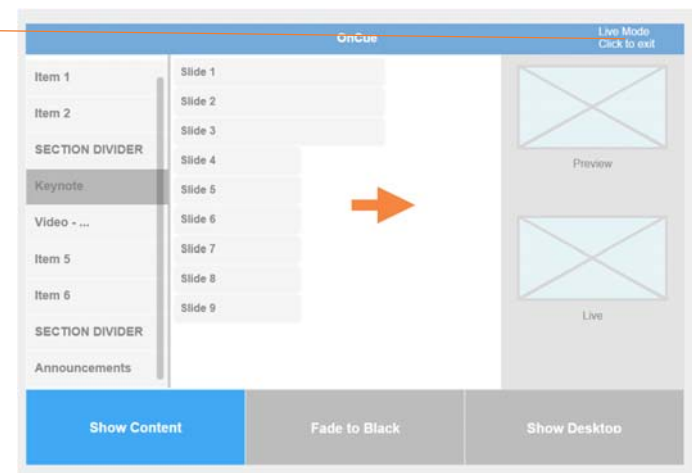 OnCue
Live Mode
Click to exit
Item 1
Item 2
SECTION DIVIDER
Keynote
Video - ...
Item 5
Item 6
SECTION DIVIDER
Announcements
Slide 1
Slide 2
Slide 3
Slide 4
Slide 5
Slide 6
Slide 7
Slide 8
Slide 9
Preview
Live
Show Content
Fade to Black
Show Desktop